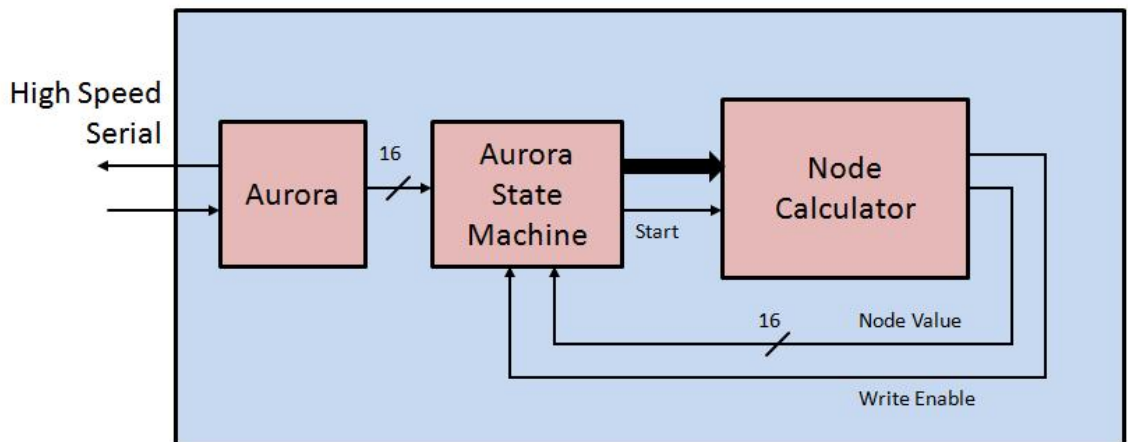 High Speed
Serial
Aurora
16
Aurora
State
Machine
Start
Node
Calculator
16
Node Value
Write Enable